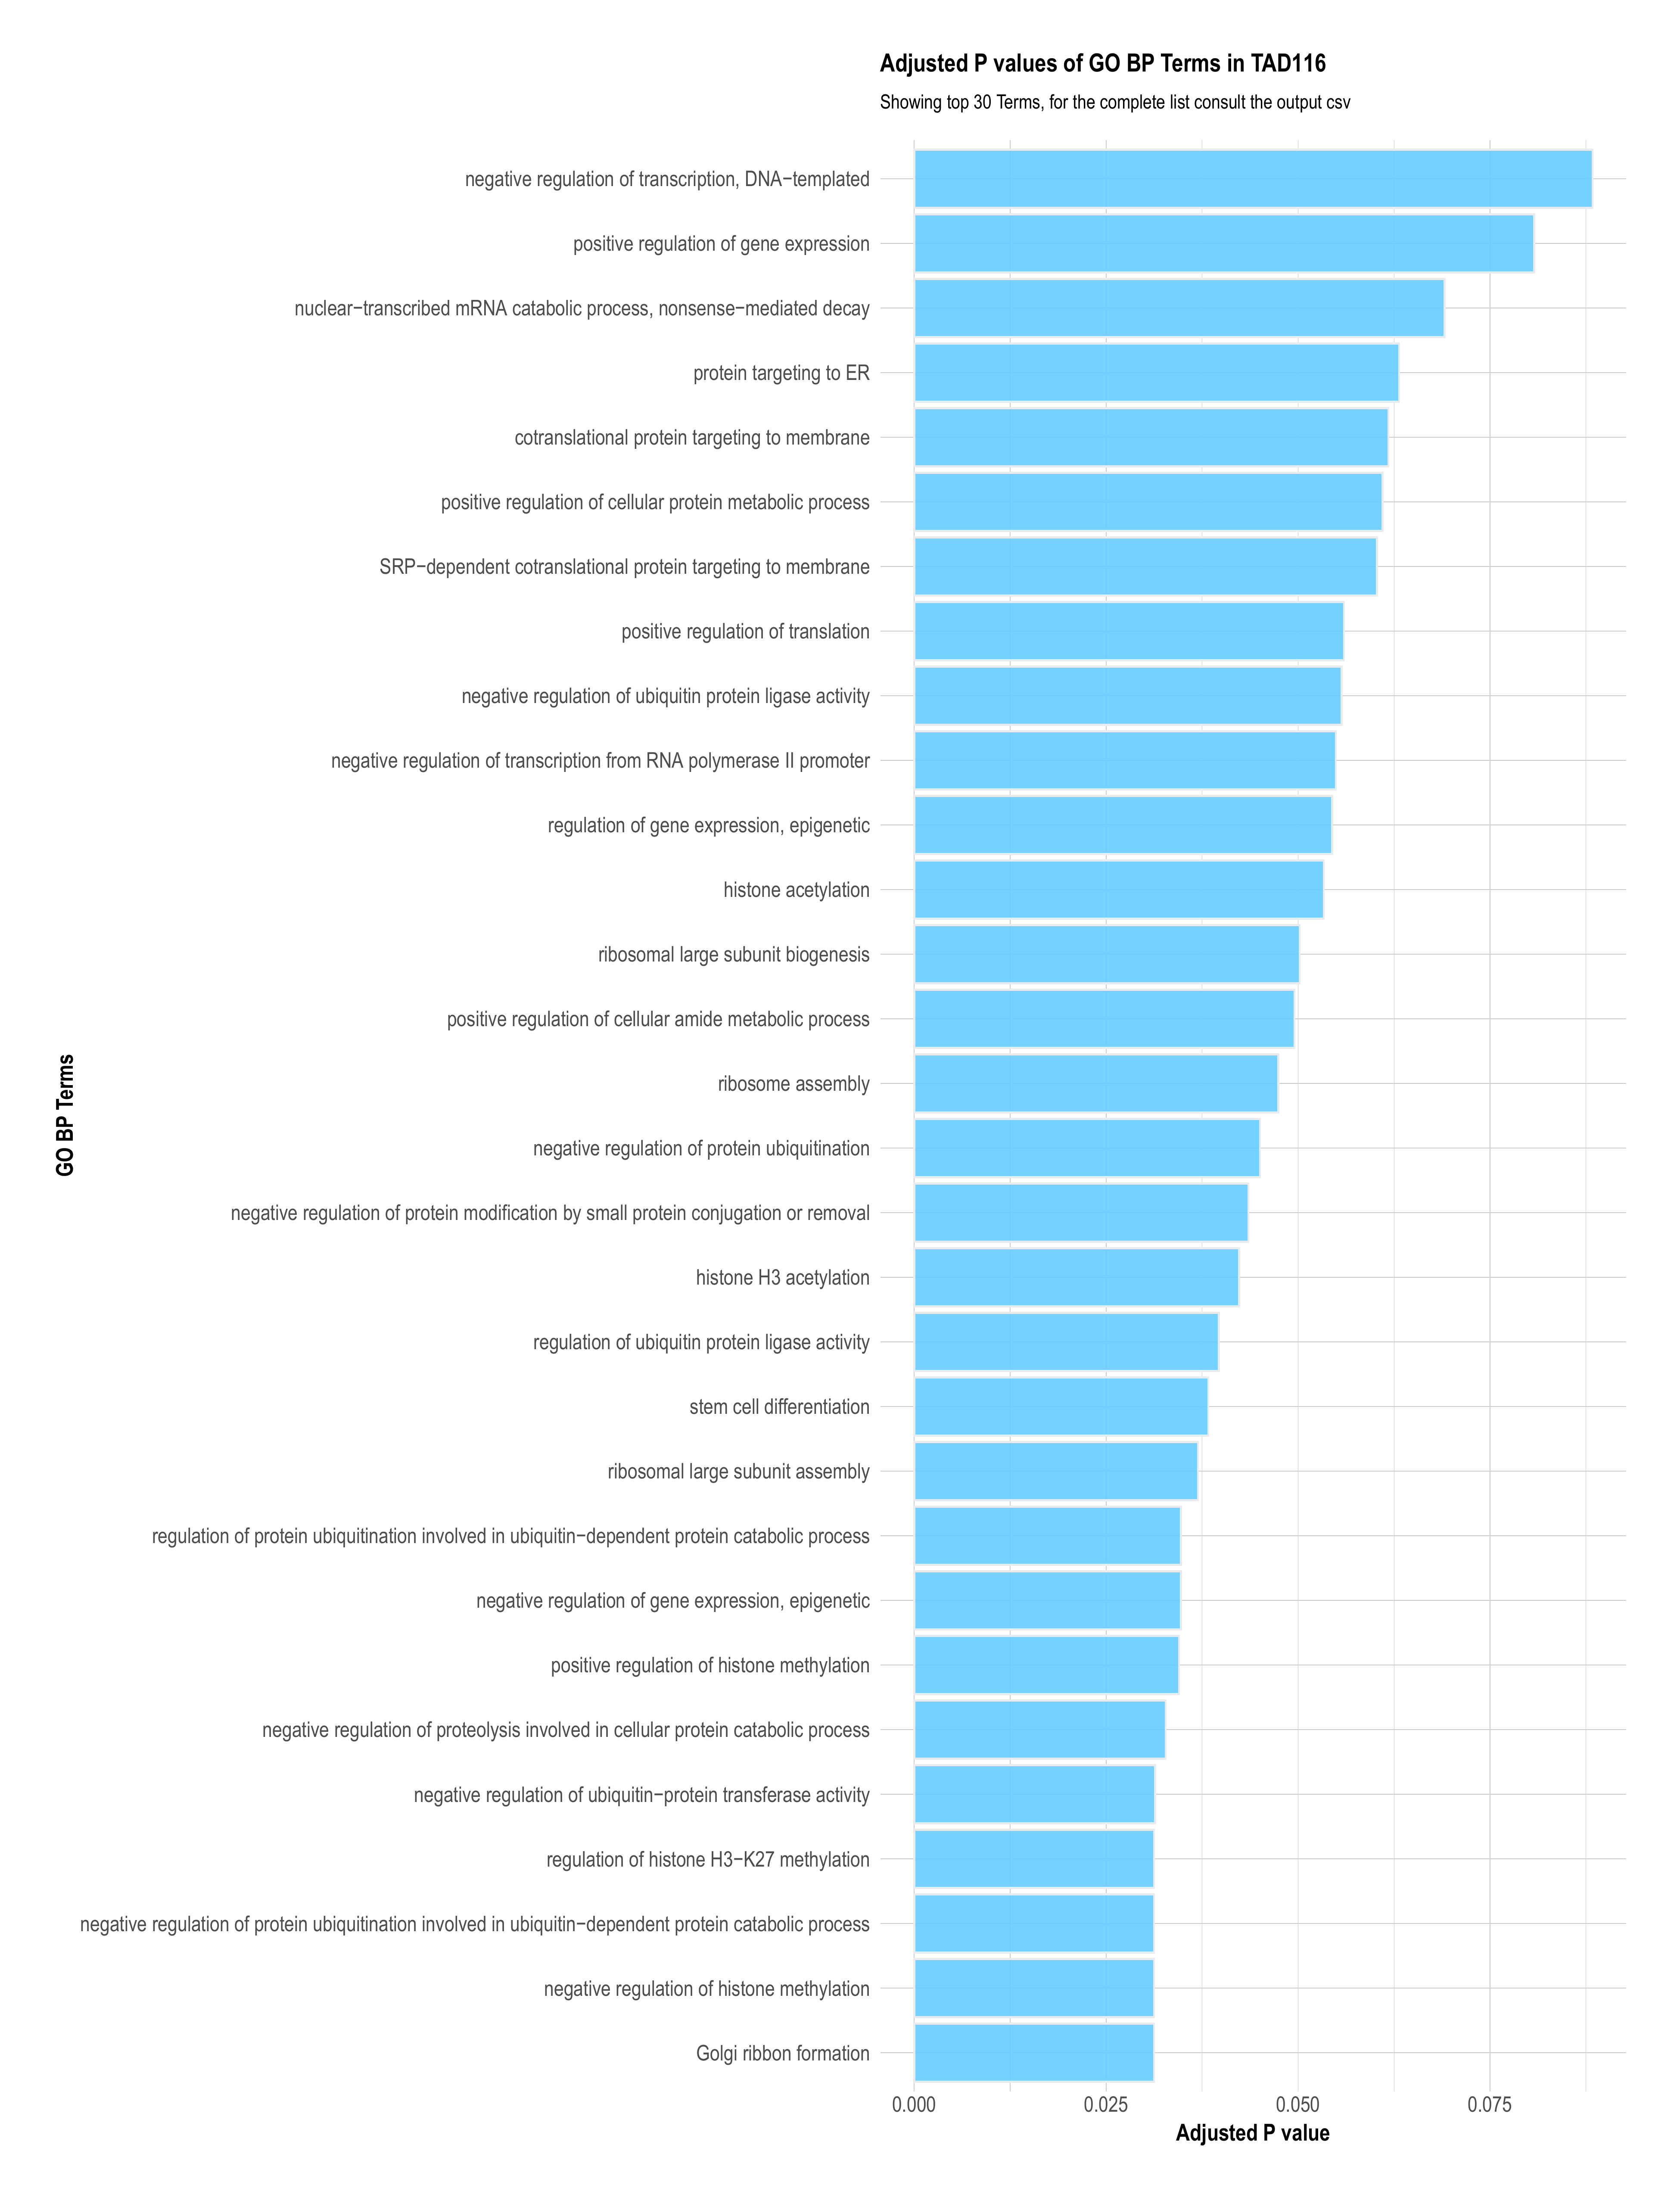 Adjusted P values of GO BP Terms in TAD116
Showing top 30 Terms, for the complete list consult the output csv
negative regulation of transcription, DNA−templated
positive regulation of gene expression
nuclear−transcribed mRNA catabolic process, nonsense−mediated decay
protein targeting to ER
cotranslational protein targeting to membrane
positive regulation of cellular protein metabolic process
SRP−dependent cotranslational protein targeting to membrane
positive regulation of translation
negative regulation of ubiquitin protein ligase activity
negative regulation of transcription from RNA polymerase II promoter
regulation of gene expression, epigenetic
histone acetylation
ribosomal large subunit biogenesis
positive regulation of cellular amide metabolic process
ribosome assembly
negative regulation of protein ubiquitination
negative regulation of protein modification by small protein conjugation or removal
histone H3 acetylation
regulation of ubiquitin protein ligase activity
stem cell differentiation
ribosomal large subunit assembly
regulation of protein ubiquitination involved in ubiquitin−dependent protein catabolic process
negative regulation of gene expression, epigenetic
positive regulation of histone methylation
negative regulation of proteolysis involved in cellular protein catabolic process
negative regulation of ubiquitin−protein transferase activity
regulation of histone H3−K27 methylation
negative regulation of protein ubiquitination involved in ubiquitin−dependent protein catabolic process
negative regulation of histone methylation
Golgi ribbon formation
GO BP Terms
0.000 0.025 0.050 0.075
Adjusted P value